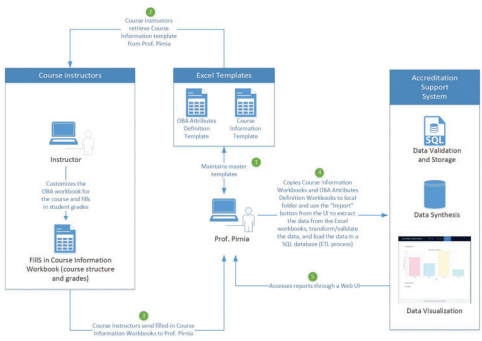 2
Course instructors
retrieve Course
Information template
from Prof. Pirnia
Course instructors
Instructor
Customizes the
OBA workbook for
the course and fills
in student grades
Fills in Course Information
Workbook (course structure
and grades)
Excel Templates
OBA Attributes
Definition
Template
Course
Information
Template
1
Maintains master
templates
Prof. Pirnia
4
Copies Course Information
Workbooks and OBA Attributes
Definition Workbooks to local
folder and use the "Import"
button from the UI to extract
the data from the Excel
workbooks, transform/validate
the data, and load the data in a
SQL database (ETL process)
5
Accesses reports through a Web UI
3
Course instructors send filled-in Course
Information Workbooks to Prof. Pirnia
Accreditation
Support
System
SQL
Data Validation
and Storage
Data Synthesis
Data Visualization